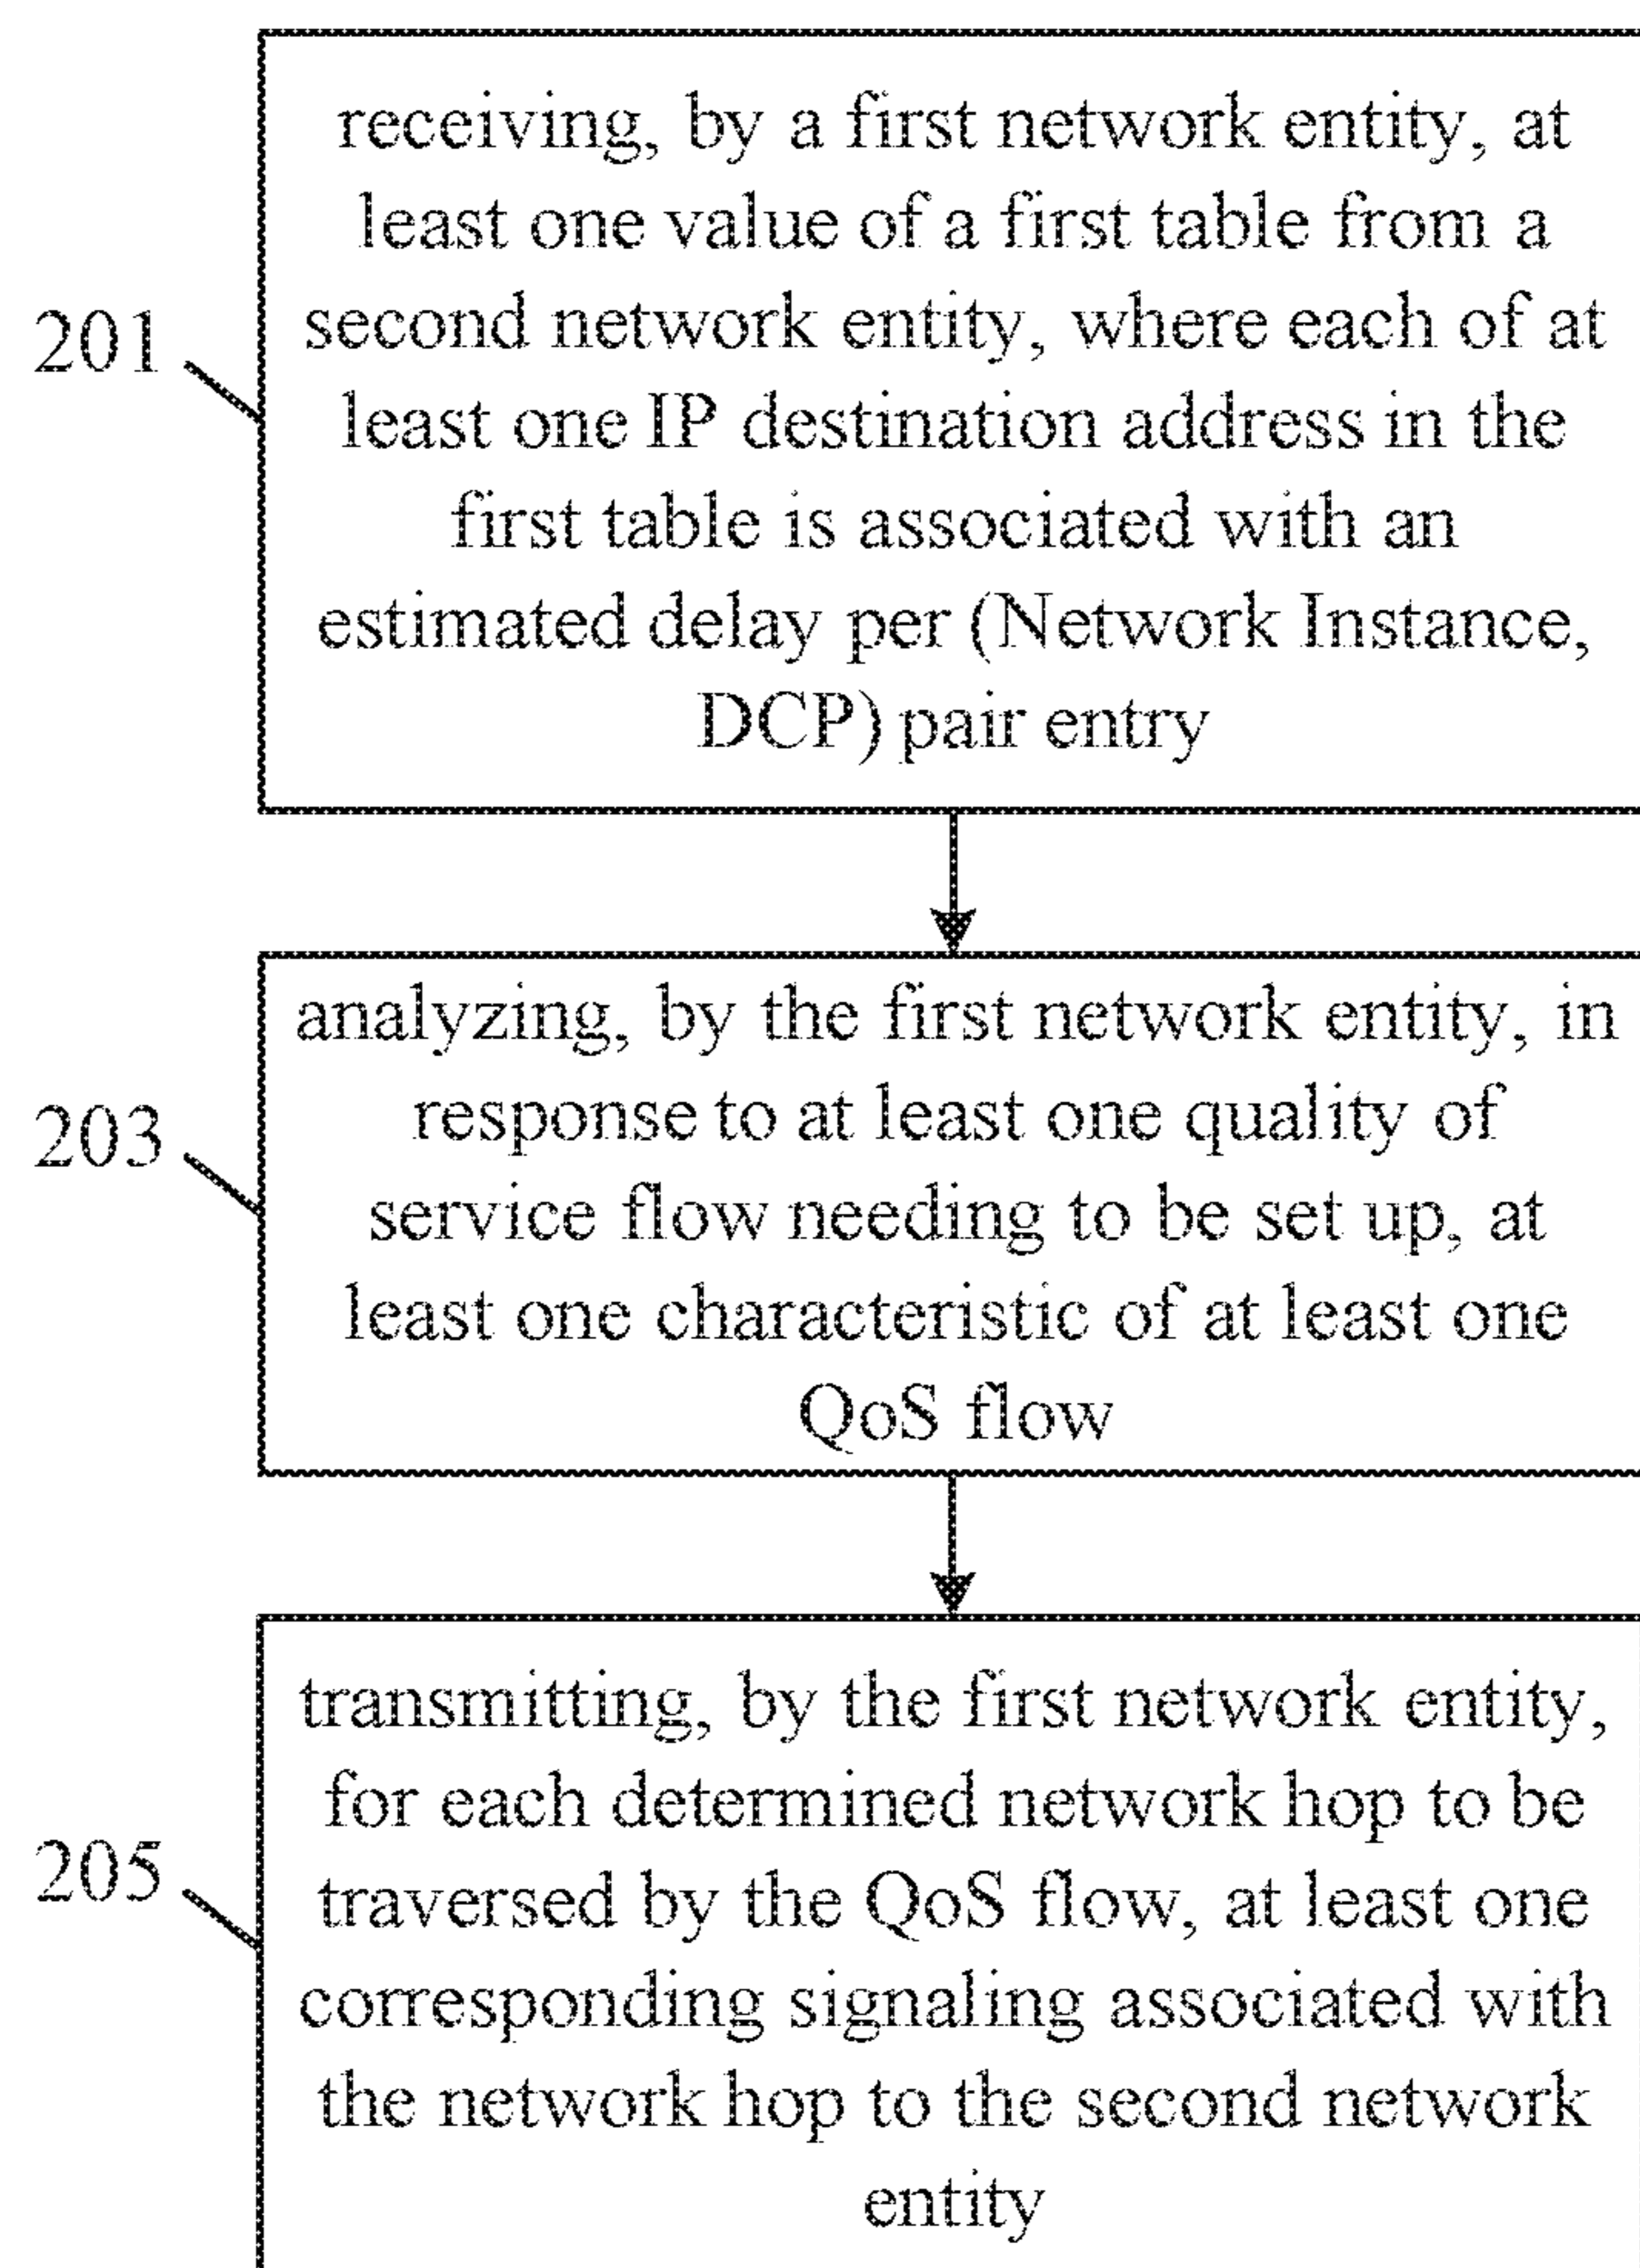 receiving, by a first network entity, at
least one value of a first table from a
second network entity, where each of at
201
least one IP destination address in the
first table is associated with an
estimated delay per (Network Instance,
DCP) pair entry
analyzing, by the first network entity, in
response to at least one quality of
203
service flow needing to be set up, at
least one characteristic of at least one
QoS flow
transmitting, by the first network entity,
for each determined network hop to be
205
traversed by the QoS flow, at least one
corresponding signaling associated with
the network hop to the second network
entity